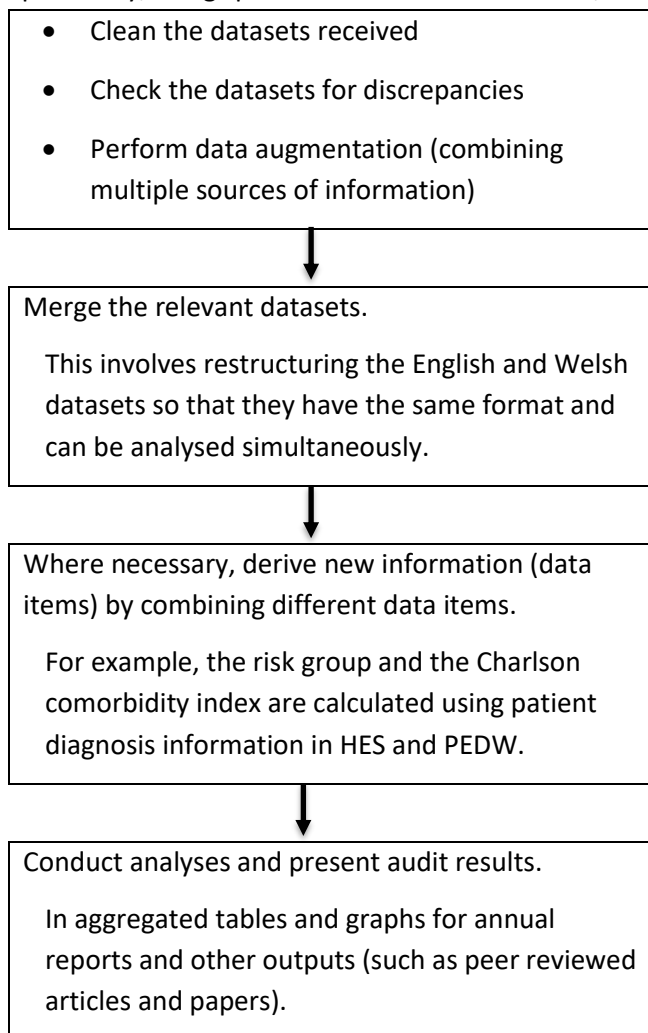 • Clean the datasets received
• Check the datasets for discrepancies
• Perform data augmentation (combining
multiple sources of information)
Merge the relevant datasets.
This involves restructuring the English and Welsh
datasets so that they have the same format and
can be analysed simultaneously.
Where necessary, derive new information (data
items) by combining different data items.
For example, the risk group and the Charlson
comorbidity index are calculated using patient
diagnosis information in HES and PEDW.
Conduct analyses and present audit results.
In aggregated tables and graphs for annual
reports and other outputs (such as peer reviewed
articles and papers).